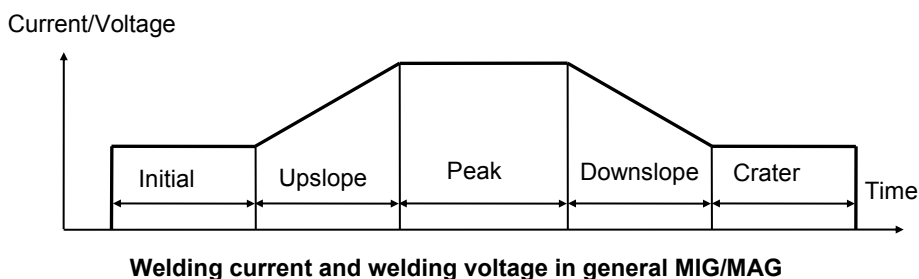 Current/Voltage
Initial
Upslope
Peak
Downslope
Crater
Time
Welding current and welding voltage in general MIG/MAG